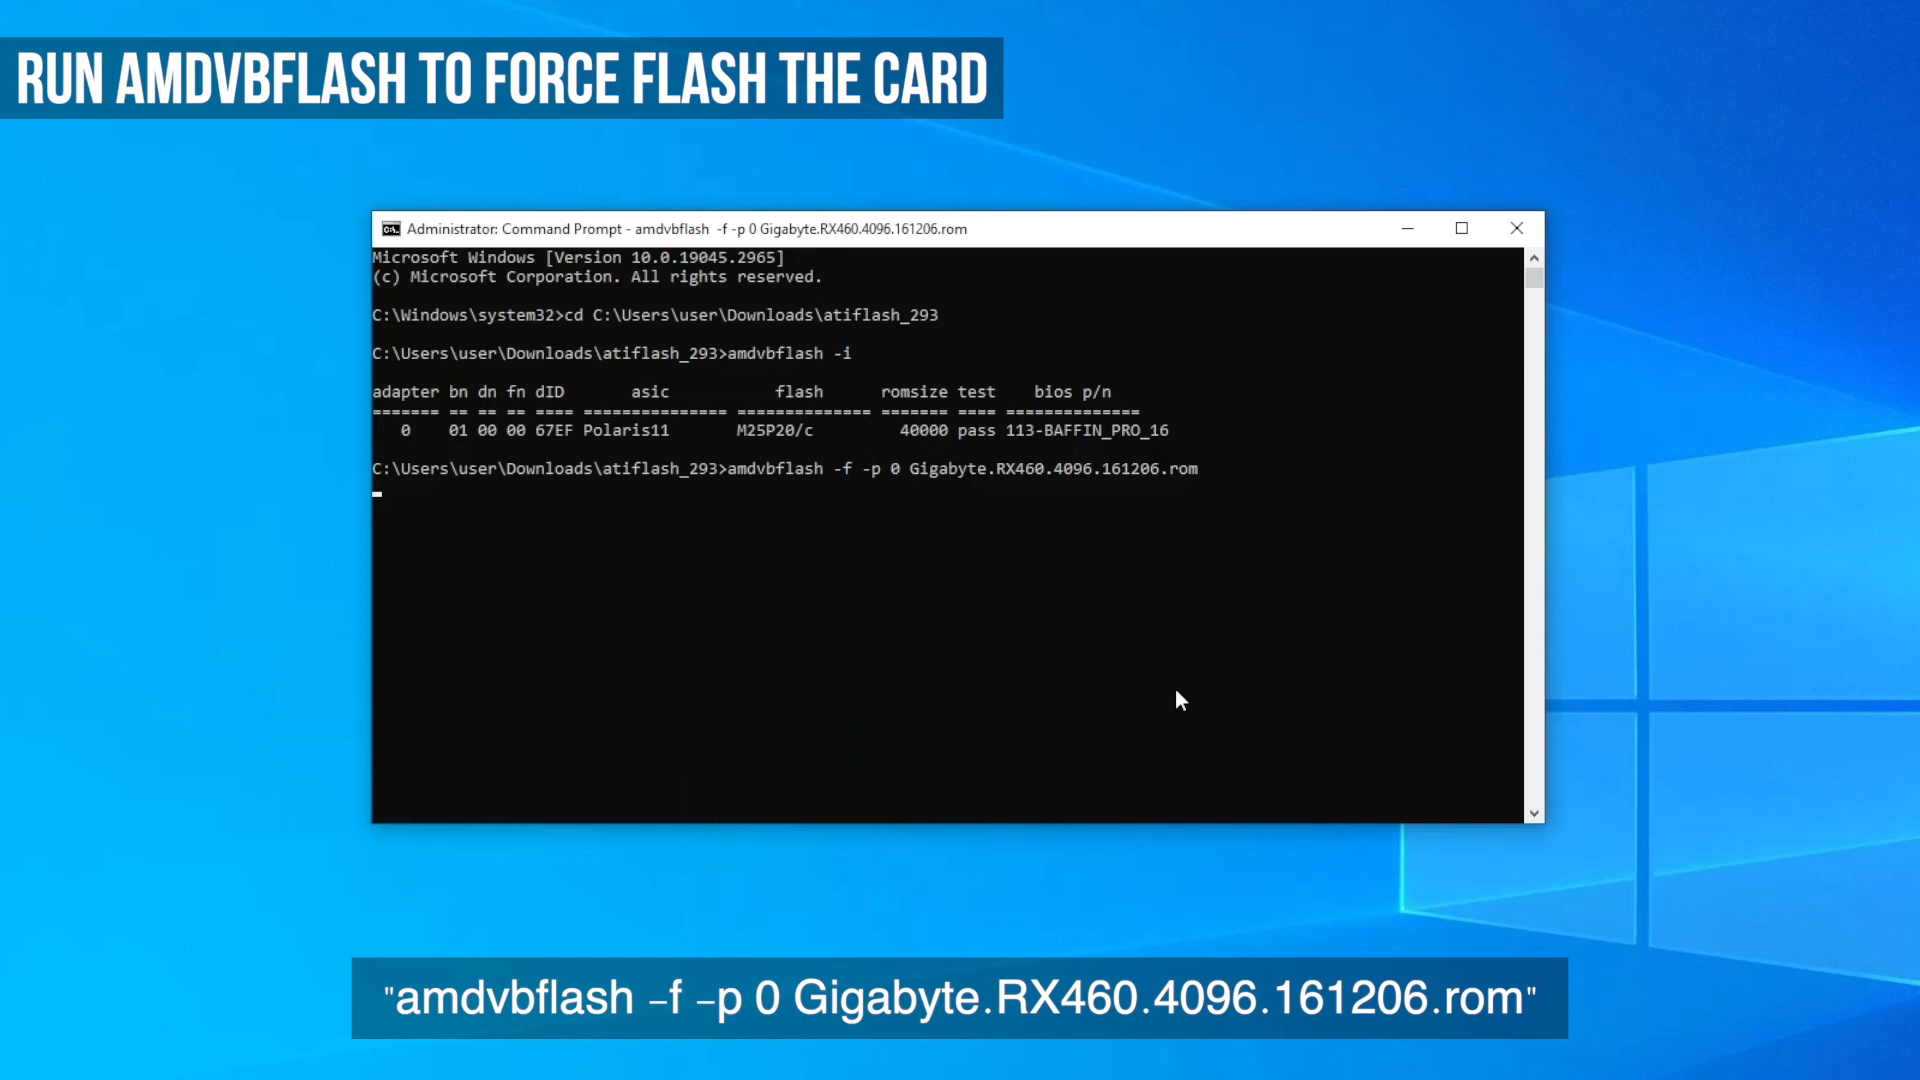 RUN AMDVBFLASH TO FORCE FLASH THE CARD
Administrator: Command Prompt - amdvbflash  -f -p 0 Gigabyte.RX460.4096.161206.rom
Microsoft Windows [Version 10.0.19045.2965]
(c) Microsoft Corporation. All rights reserved.
C:\Windows\system32>cd C:\Users\user\Downloads\atiflash_293
C:\Users\user\Downloads\atiflash_293>amdvbflash -i
adapter bn dn fn dID       asic           flash      romsize test    bios p/n
======= == == == ==== =============== ============== ======= ==== ==============
   0    01 00 00 67EF Polaris11       M25P20/c         40000 pass 113-BAFFIN_PRO_16
C:\Users\user\Downloads\atiflash_293>amdvbflash -f -p 0 Gigabyte.RX460.4096.161206.rom
"amdvbflash –f –p 0 Gigabyte.RX460.4096.161206.rom"